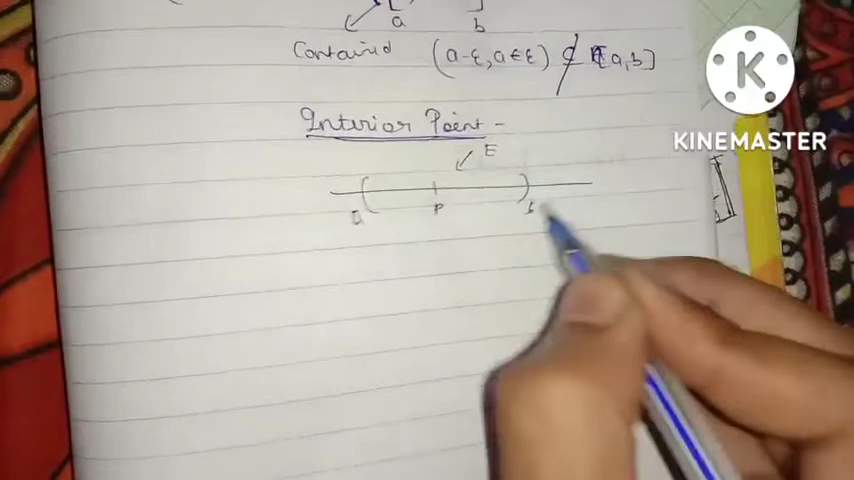 [ ]
a b
Contained (a-ε, a+ε) ⊄ [a,b]
Interior Point -
E
( )
a P b
K
KINEMASTER